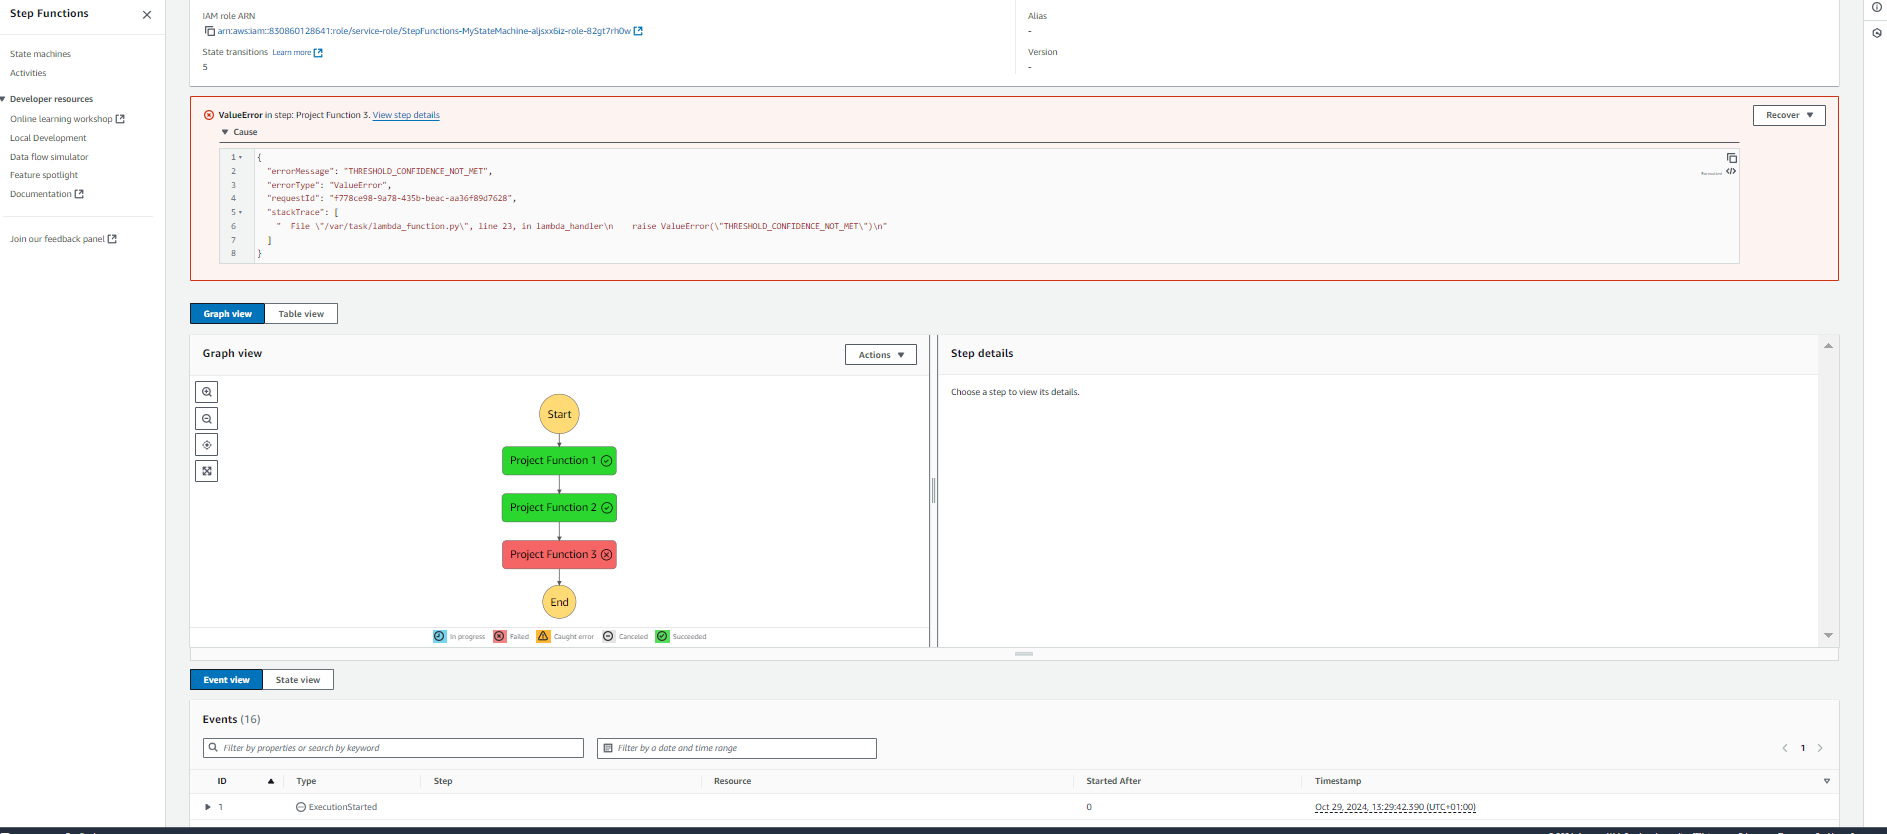 Step Functions
State machines
Activities
Developer resources
Online learning workshop
Local Development
Data flow simulator
Feature spotlight
Documentation
Join our feedback panel
IAM role ARN
arn:aws:iam::830860128641:role/service-role/StepFunctions-MyStateMachine-aljsxx6iz-role-82gt7rh0w
State transitions Learn more
5
Alias
-
Version
-
ValueError in step: Project Function 3. View step details
Recover
Cause
1 {
2 "errorMessage": "THRESHOLD_CONFIDENCE_NOT_MET",
3 "errorType": "ValueError",
4 "requestId": "f778ce98-9a78-435b-beac-aa36f89d7628",
5 "stackTrace": [
6 " File \"/var/task/lambda_function.py\", line 23, in lambda_handler\n    raise ValueError(\"THRESHOLD_CONFIDENCE_NOT_MET\")\n"
7 ]
8 }
Formatted
Graph view Table view
Graph view
Actions
Start
Project Function 1
Project Function 2
Project Function 3
End
In progress Failed Caught error Canceled Succeeded
Step details
Choose a step to view its details.
Event view State view
Events (16)
Filter by properties or search by keyword
Filter by a date and time range
1
ID Type Step Resource Started After Timestamp
1 ExecutionStarted 0 Oct 29, 2024, 13:29:42.390 (UTC+01:00)